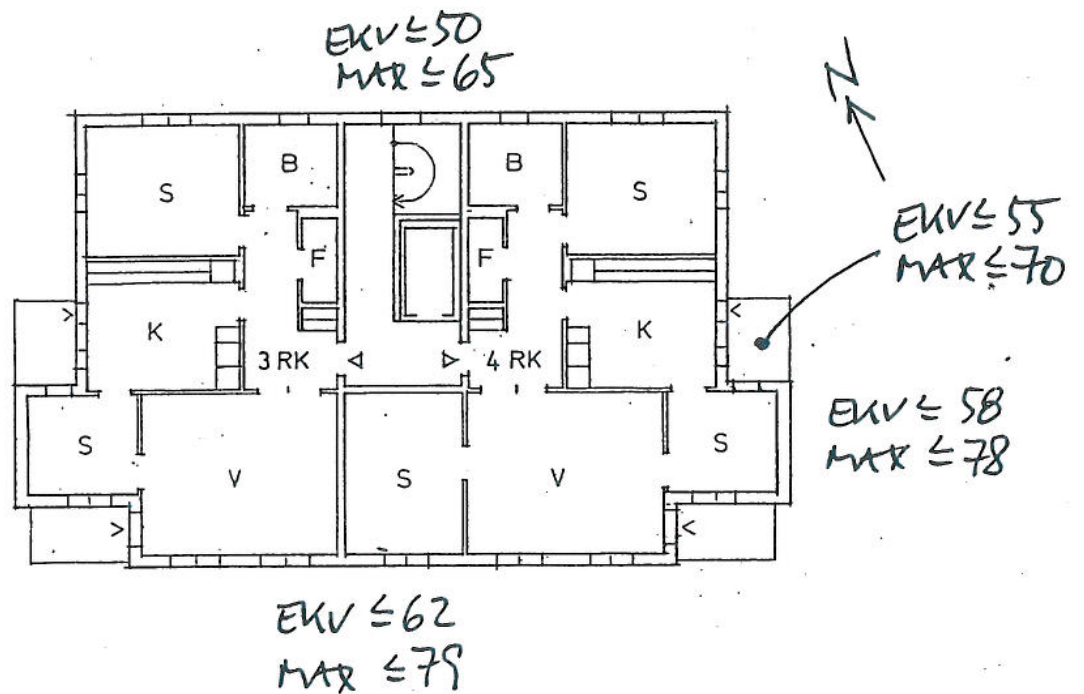 EKV ≤ 50
MAX ≤ 65
N
B
B
S
S
EKV ≤ 55
MAX ≤ 70
F
F
K
K
3 RK
4 RK
EKV ≤ 58
MAX ≤ 78
S
S
V
S
V
EKV ≤ 62
MAX ≤ 79